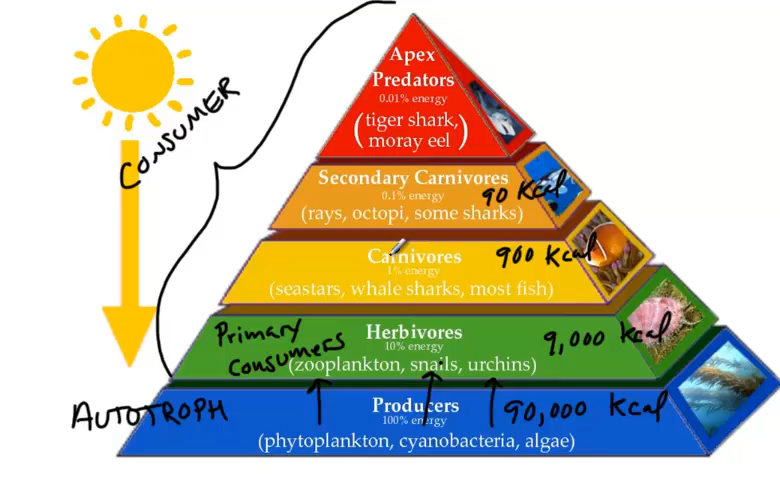 Apex
Predators
0.01% energy
(tiger shark,
moray eel)
CONSUMER
Secondary Carnivores
0.1% energy
(rays, octopi, some sharks)
90 Kcal
Carnivores
1% energy
(seastars, whale sharks, most fish)
900 Kcal
Primary
Consumers
Herbivores
10% energy
(zooplankton, snails, urchins)
9,000 Kcal
AUTOTROPH
Producers
100% energy
(phytoplankton, cyanobacteria, algae)
90,000 Kcal